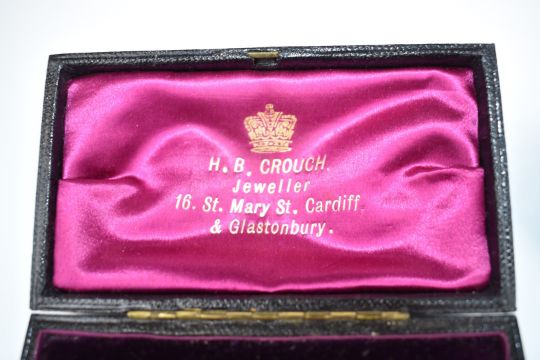 H. B. CROUCH.
Jeweller
16. St. Mary St. Cardiff.
& Glastonbury.